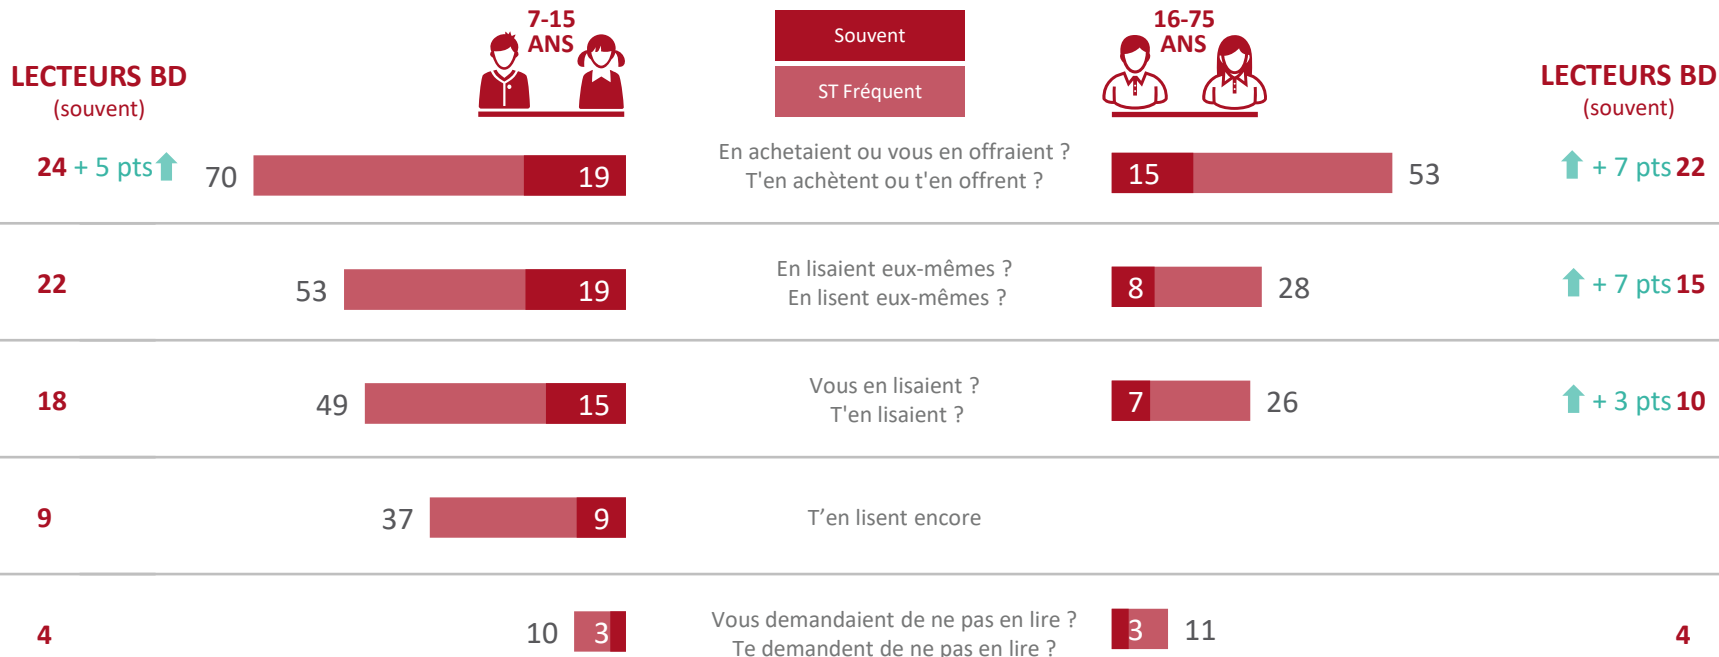 7-15
ANS
Souvent
ST Fréquent
16-75
ANS
LECTEURS BD
(souvent)
LECTEURS BD
(souvent)
24 + 5 pts
70
19
En achetaient ou vous en offraient ?
T'en achètent ou t'en offrent ?
15
53
+ 7 pts 22
22
53
19
En lisaient eux-mêmes ?
En lisent eux-mêmes ?
8
28
+ 7 pts 15
18
49
15
Vous en lisaient ?
T'en lisaient ?
7
26
+ 3 pts 10
9
37
9
T’en lisent encore
4
10
3
Vous demandaient de ne pas en lire ?
Te demandent de ne pas en lire ?
3
11
4